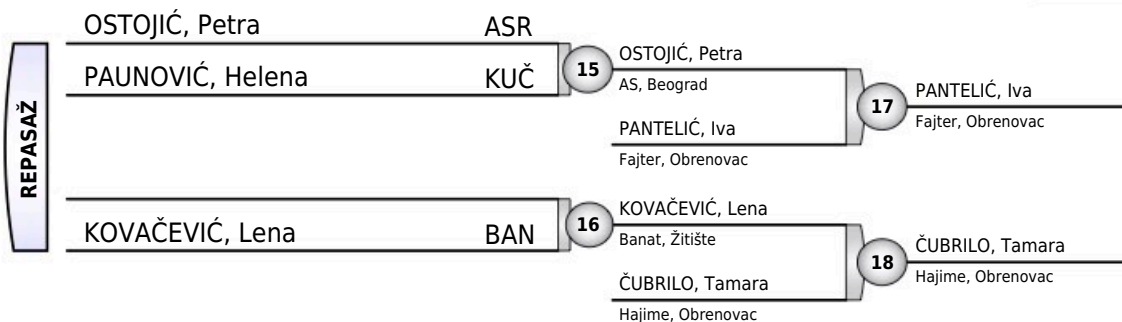 REPASAŽ
OSTOJIĆ, Petra ASR
PAUNOVIĆ, Helena KUČ
15
OSTOJIĆ, Petra
AS, Beograd
PANTELIĆ, Iva
Fajter, Obrenovac
17
PANTELIĆ, Iva
Fajter, Obrenovac
KOVAČEVIĆ, Lena BAN
16
KOVAČEVIĆ, Lena
Banat, Žitište
ČUBRILO, Tamara
Hajime, Obrenovac
18
ČUBRILO, Tamara
Hajime, Obrenovac